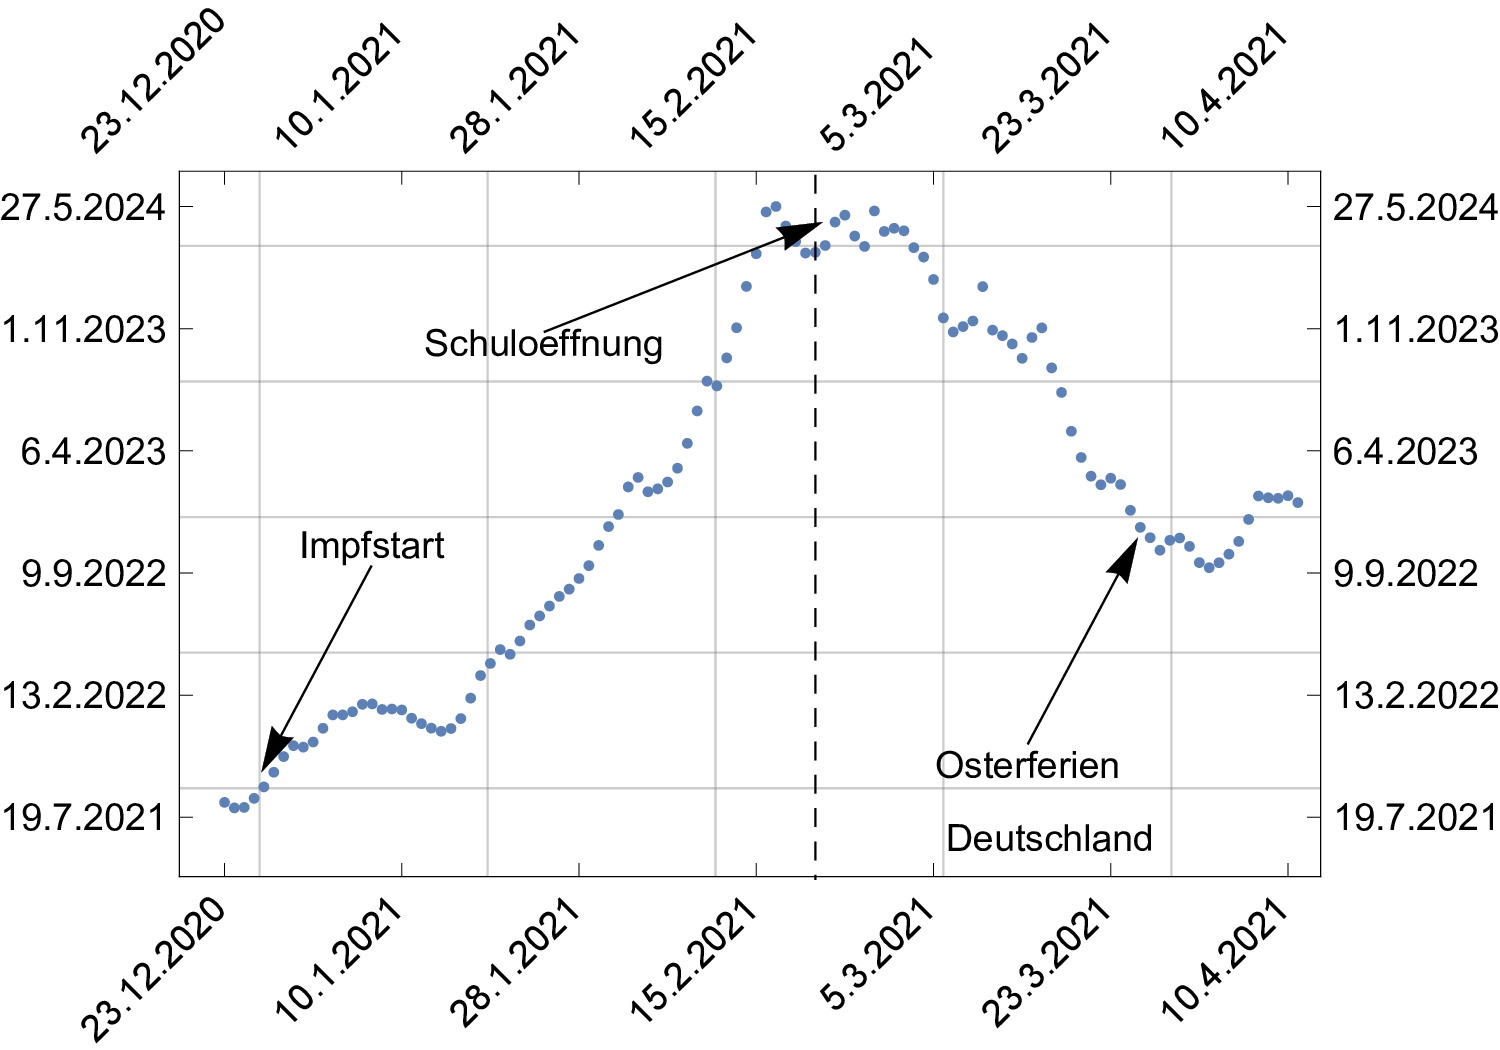 23.12.2020 10.1.2021 28.1.2021 15.2.2021 5.3.2021 23.3.2021 10.4.2021
27.5.2024 27.5.2024
1.11.2023 1.11.2023
Schuloeffnung
6.4.2023 6.4.2023
Impfstart
9.9.2022 9.9.2022
13.2.2022 13.2.2022
Osterferien
19.7.2021 19.7.2021
Deutschland
23.12.2020 10.1.2021 28.1.2021 15.2.2021 5.3.2021 23.3.2021 10.4.2021